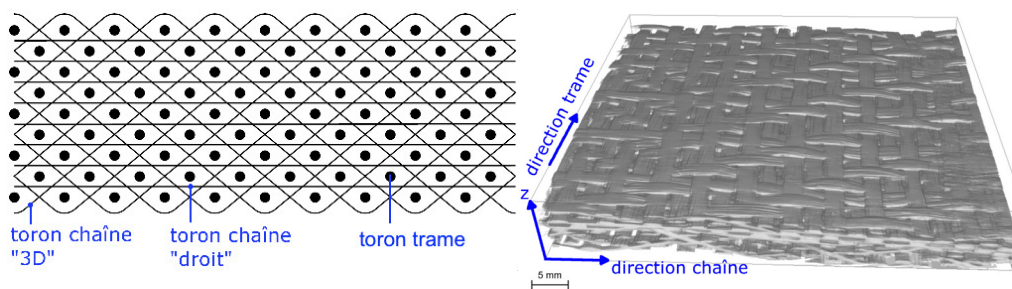 toron chaîne
"3D"
toron chaîne
"droit"
toron trame
direction trame
z
direction chaîne
5 mm